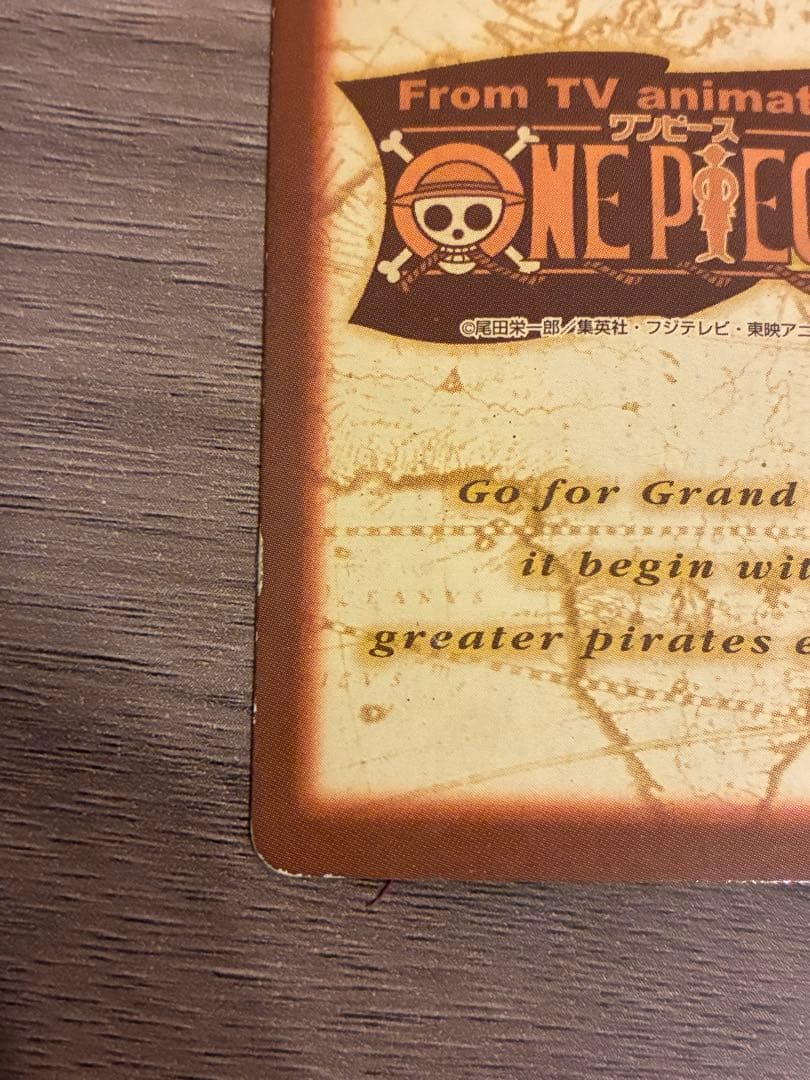 From TV animat
ワンピース
ONE PIEC
©尾田栄一郎／集英社・フジテレビ・東映アニ
Go for Grand
it begin wit
greater pirates e